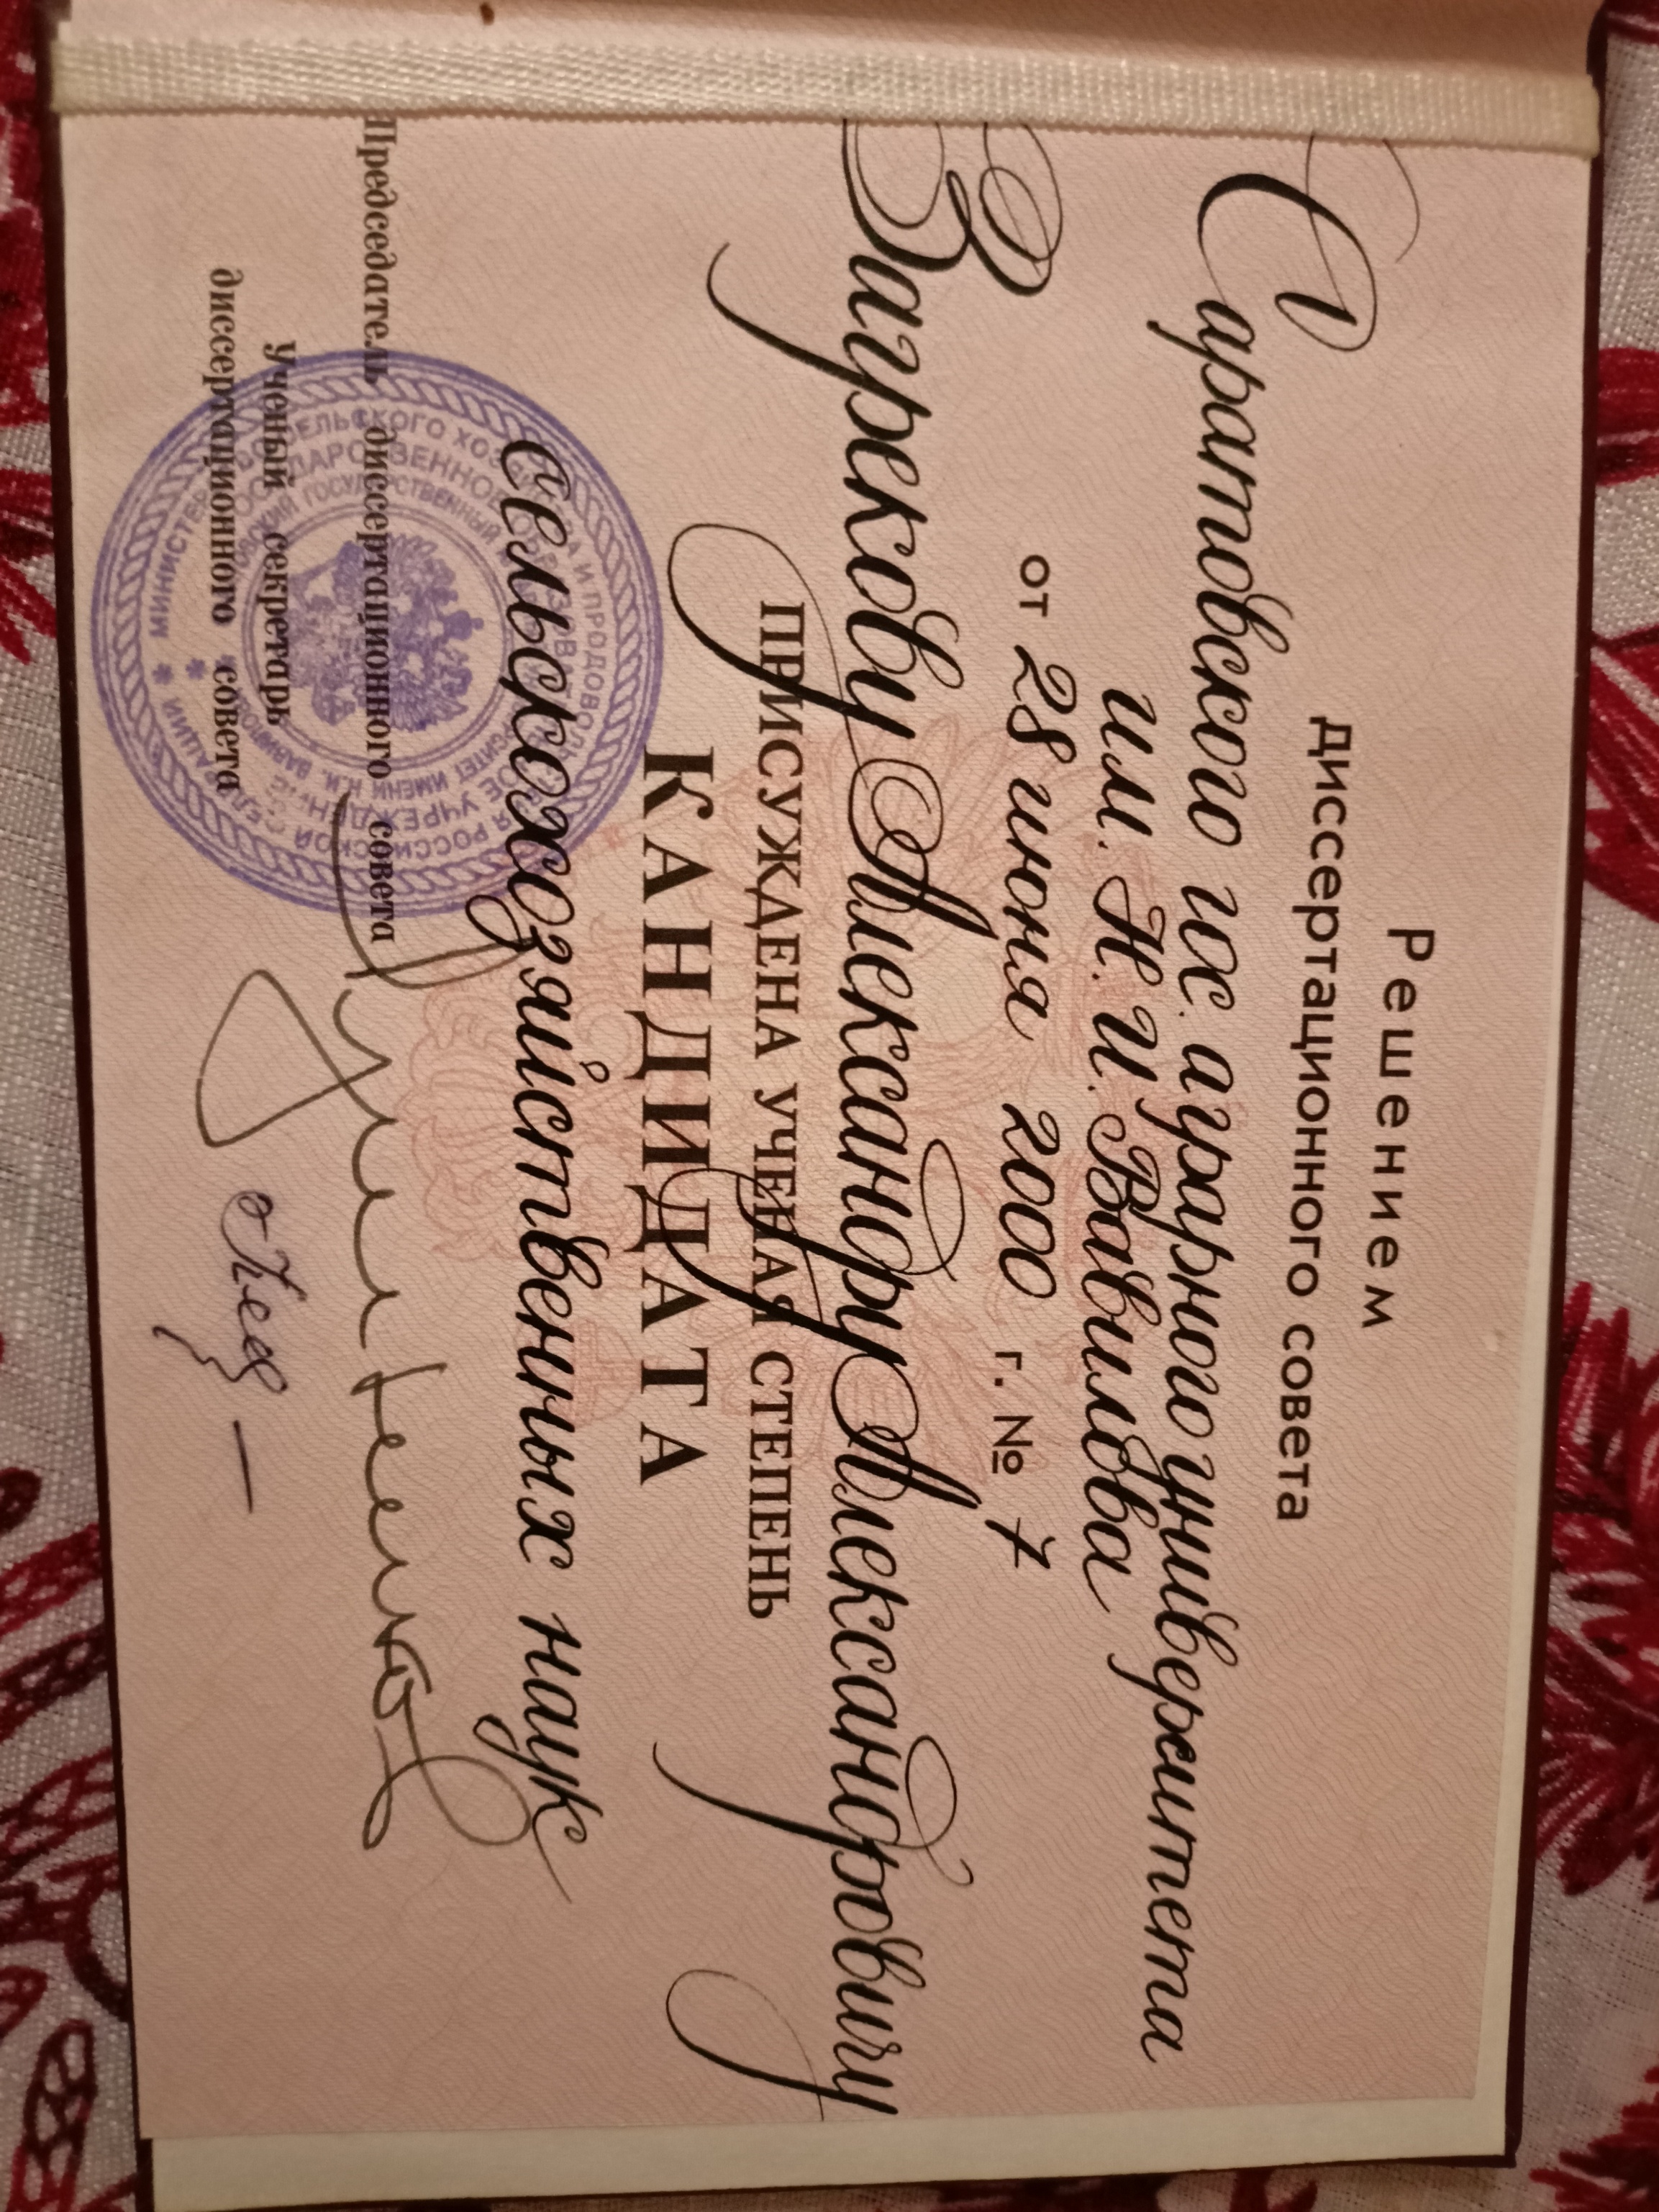 Решением
диссертационного совета
Саратовского гос. аграрного университета
им. Н. И. Вавилова
от 28 июня 2000 г. № 7
Загрекову Александру Александровичу
ПРИСУЖДЕНА УЧЕНАЯ СТЕПЕНЬ
КАНДИДАТА
сельскохозяйственных наук
Председатель диссертационного совета
Ученый секретарь
диссертационного совета